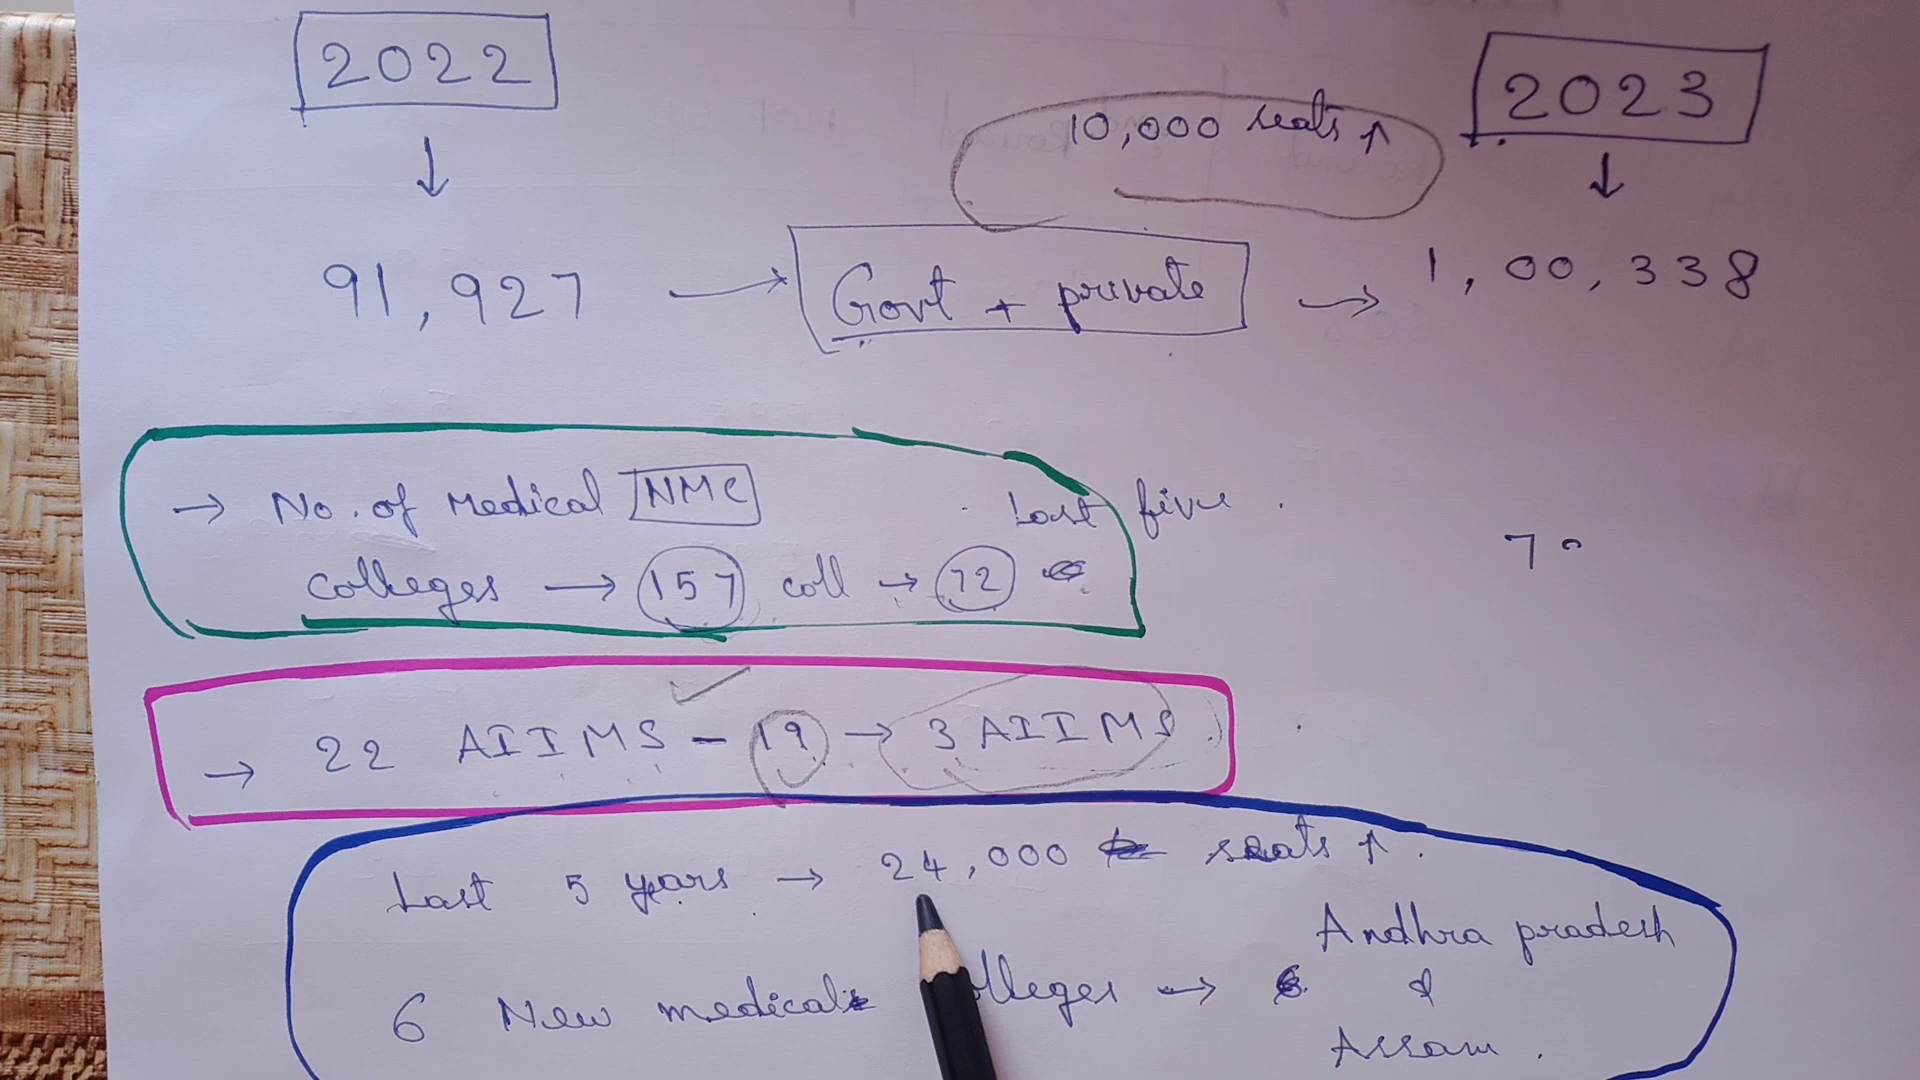 2022
2023
10,000 seats ↑
91,927 → Govt + private → 1,00,338
→ No. of Medical NMC Last five
colleges → 157 coll → 72
70
→ 22 AIIMS - 19 → 3 AIIMS.
Last 5 years → 24,000 seats ↑.
6 New medical lleges → Andhra pradesh
&
Assam.